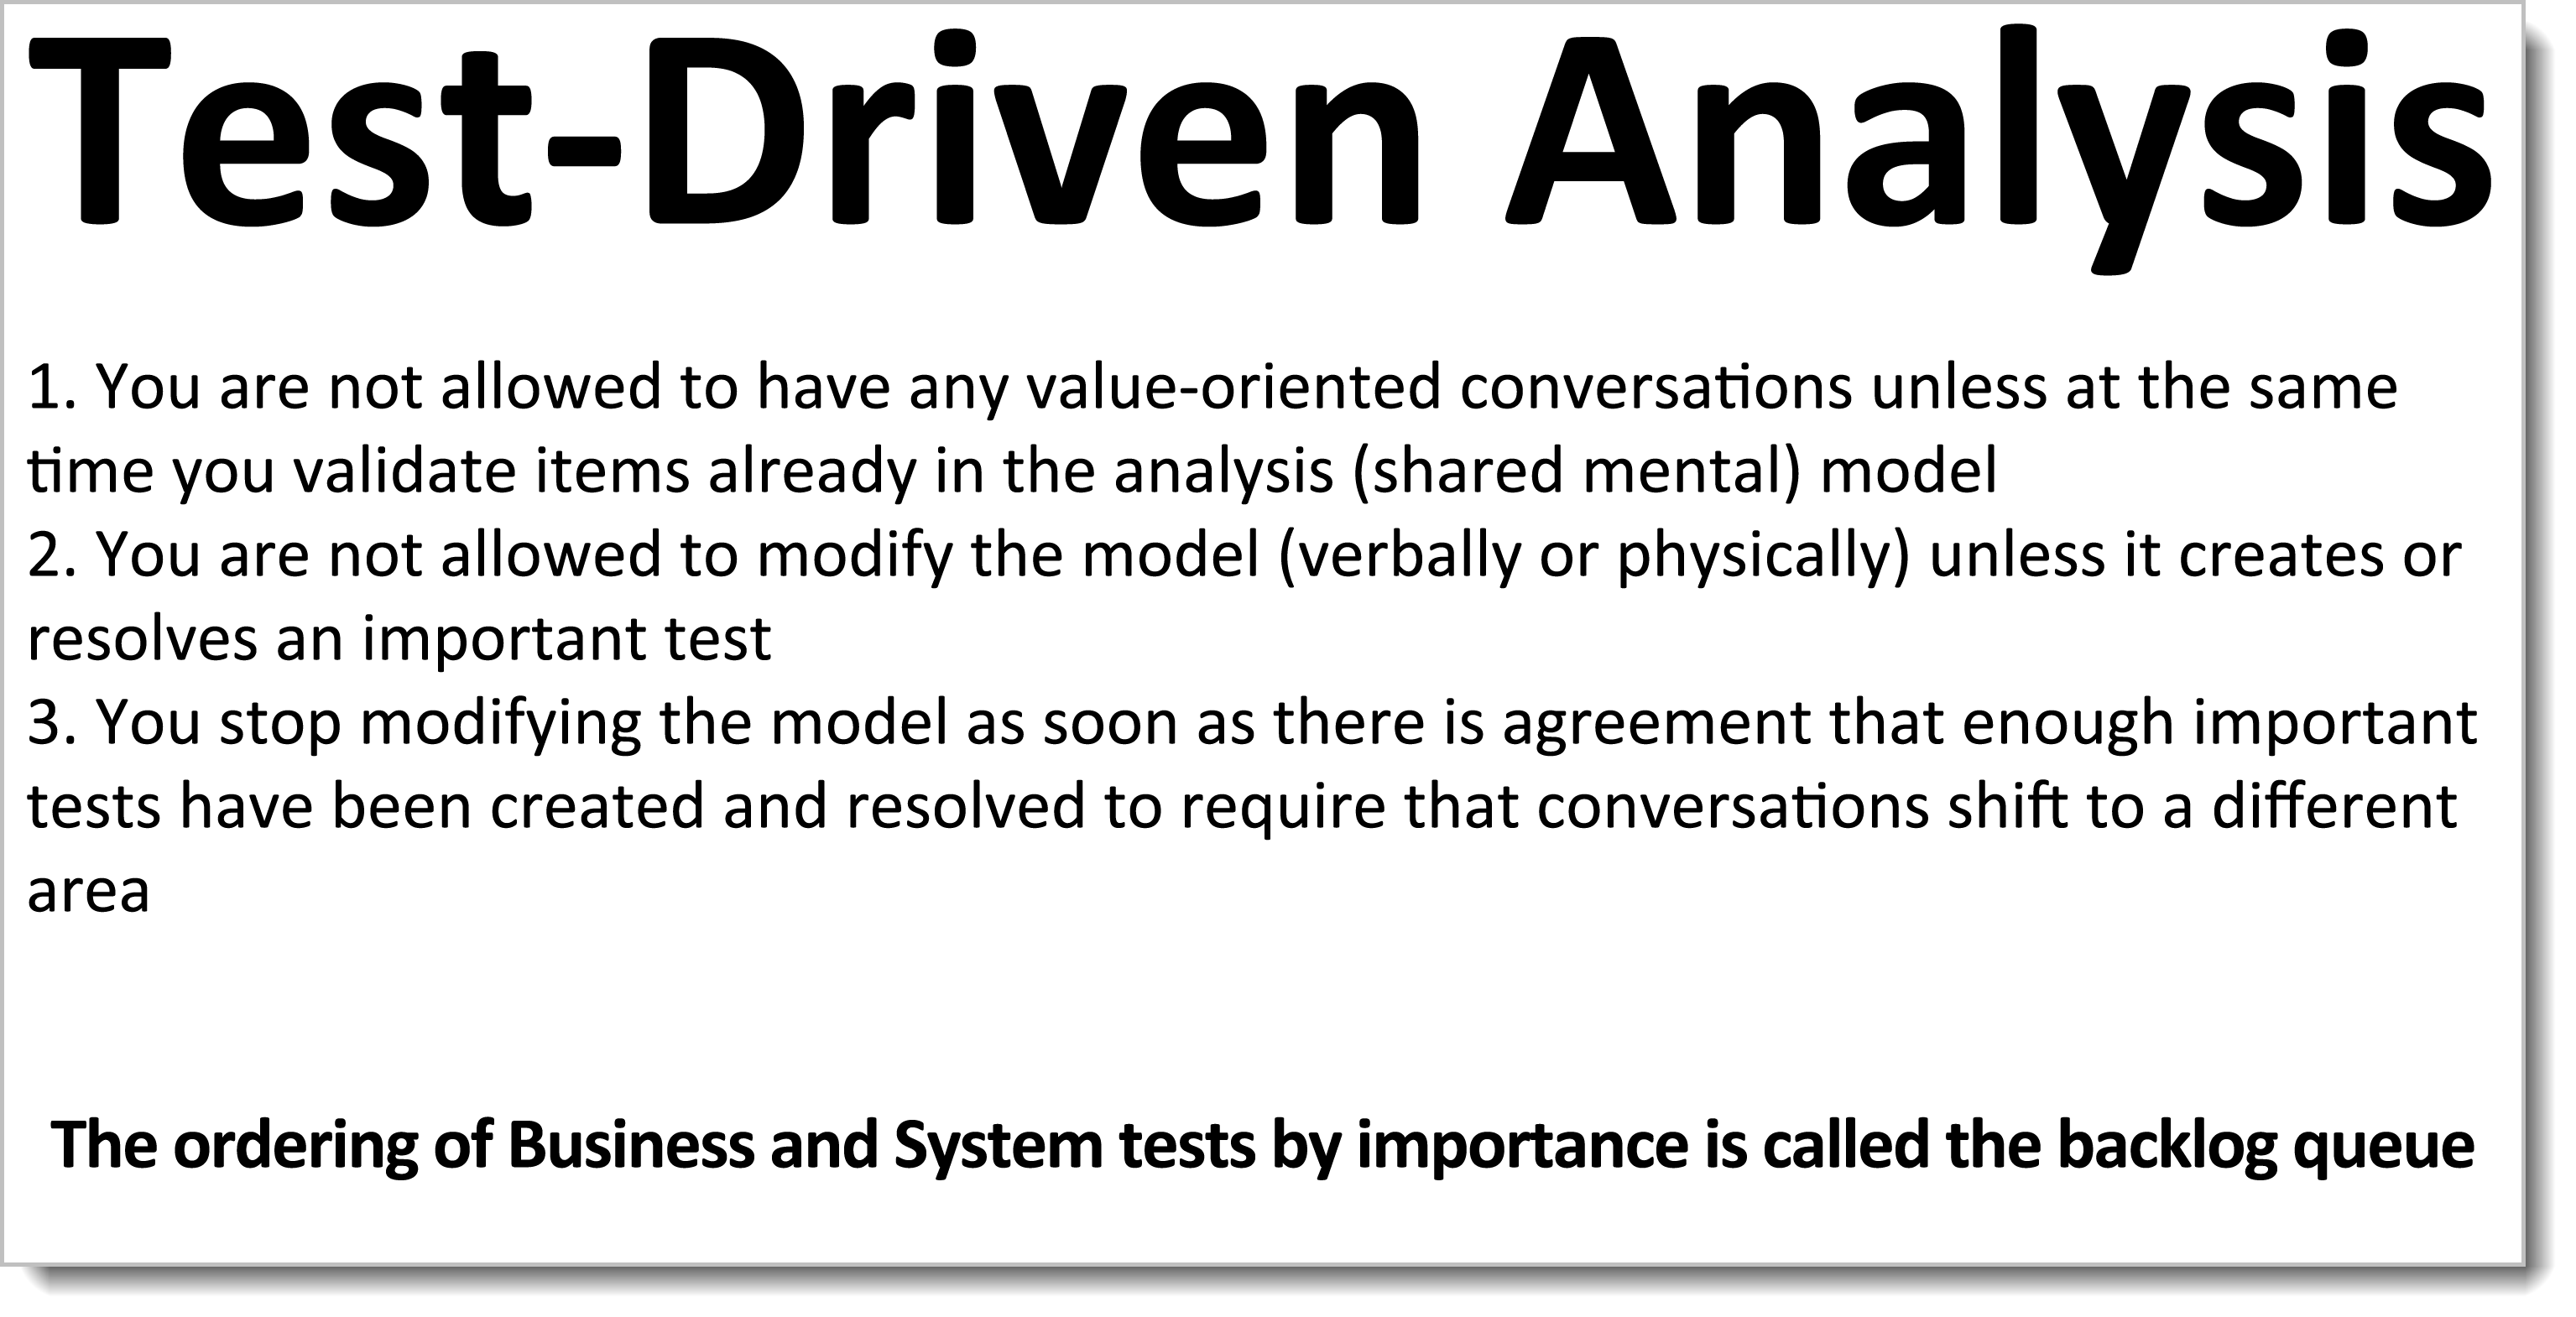 Test-Driven Analysis
1. You are not allowed to have any value-oriented conversations unless at the same
time you validate items already in the analysis (shared mental) model
2. You are not allowed to modify the model (verbally or physically) unless it creates or
resolves an important test
3. You stop modifying the model as soon as there is agreement that enough important
tests have been created and resolved to require that conversations shift to a different
area
The ordering of Business and System tests by importance is called the backlog queue